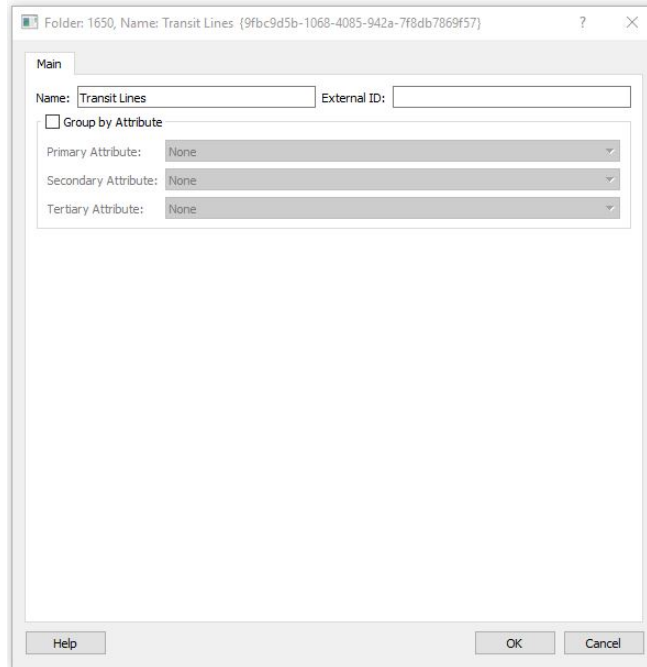 Folder: 1650, Name: Transit Lines {9fbc9d5b-1068-4085-942a-7f8db7869f57} ?
Main
Name: Transit Lines External ID:
Group by Attribute
Primary Attribute: None
Secondary Attribute: None
Tertiary Attribute: None
Help OK Cancel